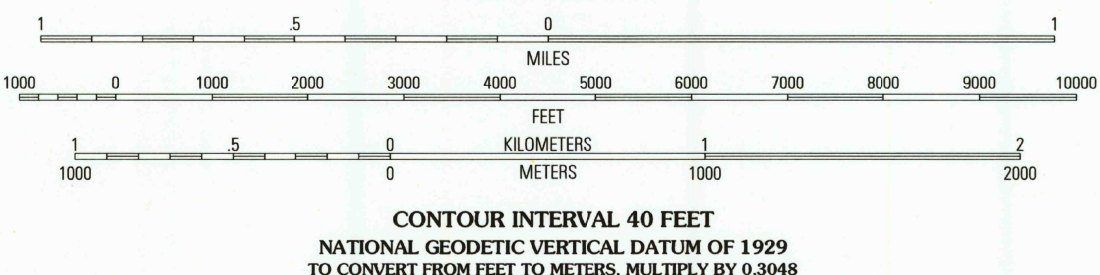 1 .5 0 1
MILES
1000 0 1000 2000 3000 4000 5000 6000 7000 8000 9000 10000
FEET
1 .5 0 KILOMETERS 1 2
1000 0 METERS 1000 2000
CONTOUR INTERVAL 40 FEET
NATIONAL GEODETIC VERTICAL DATUM OF 1929
TO CONVERT FROM FEET TO METERS, MULTIPLY BY 0.3048